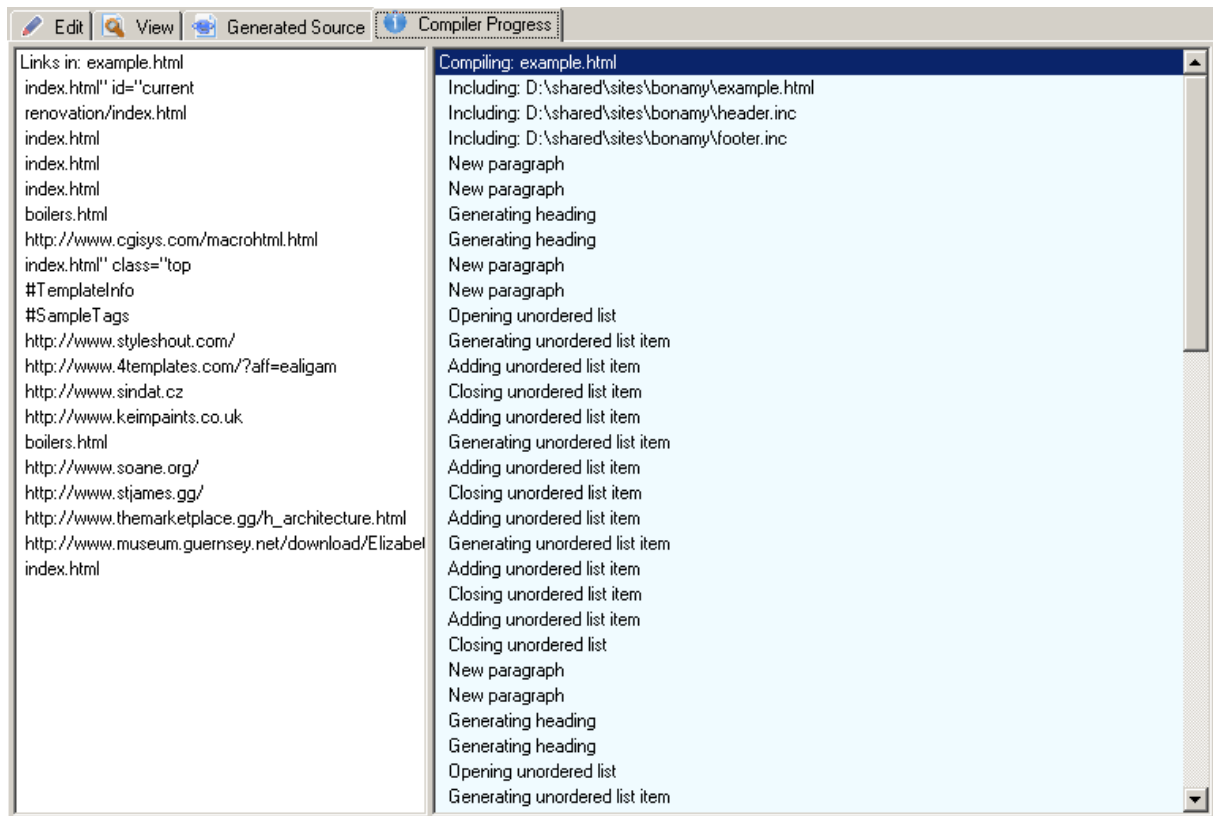 Edit View Generated Source Compiler Progress
Links in: example.html
index.html" id="current
renovation/index.html
index.html
index.html
index.html
boilers.html
http://www.cgisys.com/macrohtml.html
index.html" class="top
#TemplateInfo
#SampleTags
http://www.styleshout.com/
http://www.4templates.com/?aff=ealigam
http://www.sindat.cz
http://www.keimpaints.co.uk
boilers.html
http://www.soane.org/
http://www.stjames.gg/
http://www.themarketplace.gg/h_architecture.html
http://www.museum.guernsey.net/download/Elizabet
index.html
Compiling: example.html
Including: D:\shared\sites\bonamy\example.html
Including: D:\shared\sites\bonamy\header.inc
Including: D:\shared\sites\bonamy\footer.inc
New paragraph
New paragraph
Generating heading
Generating heading
New paragraph
New paragraph
Opening unordered list
Generating unordered list item
Adding unordered list item
Closing unordered list item
Adding unordered list item
Generating unordered list item
Adding unordered list item
Closing unordered list item
Adding unordered list item
Generating unordered list item
Adding unordered list item
Closing unordered list item
Adding unordered list item
Closing unordered list
New paragraph
New paragraph
Generating heading
Generating heading
Opening unordered list
Generating unordered list item